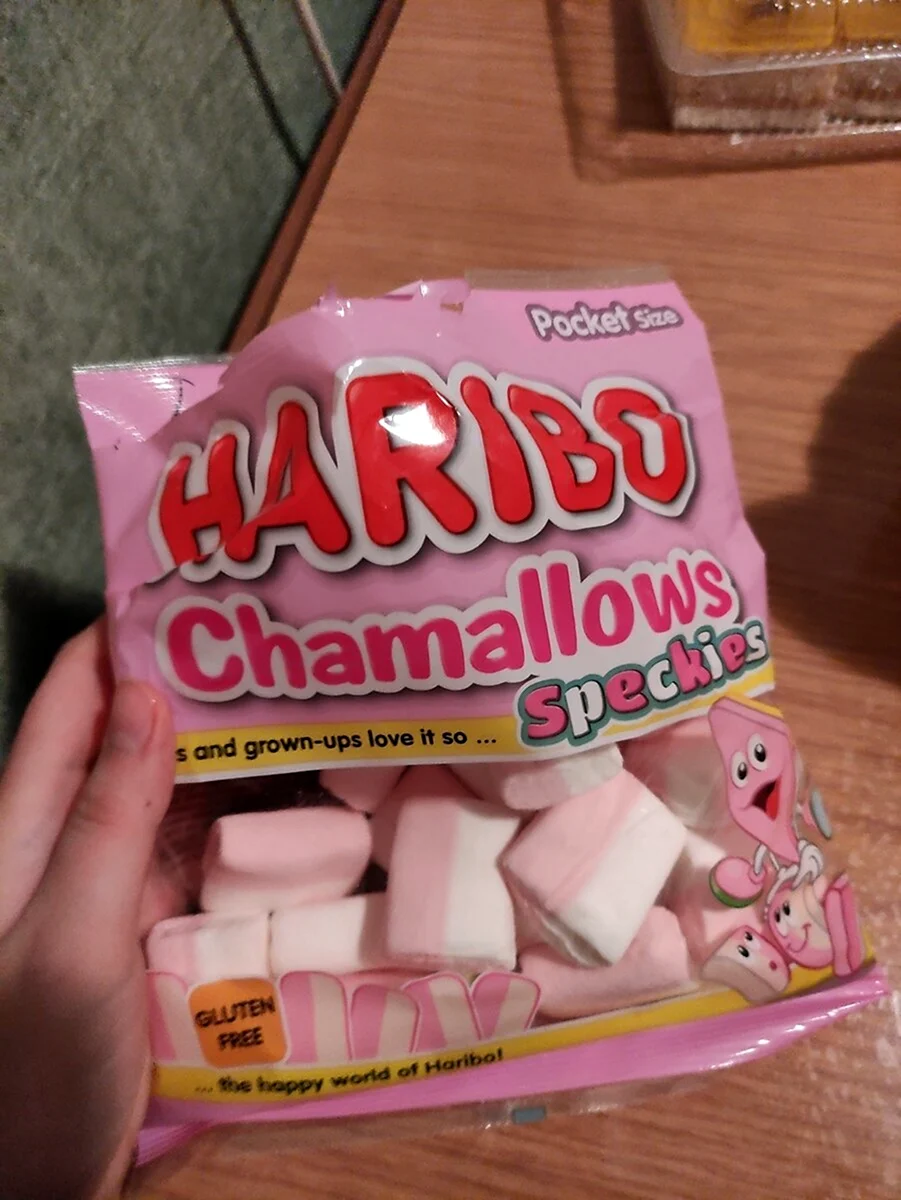 Pocket Size
HARIBO
Chamallows
Speckies
s and grown-ups love it so ...
GLUTEN
FREE
... the happy world of Haribo!